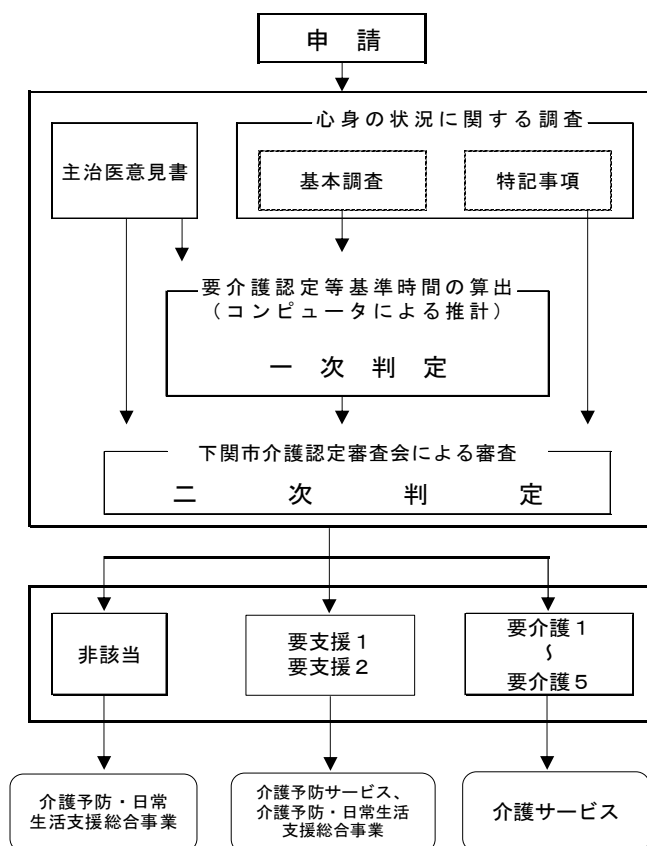 申請
心身の状況に関する調査
主治医意見書
基本調査
特記事項
要介護認定等基準時間の算出
(コンピュータによる推計)
一次判定
下関市介護認定審査会による審査
二次判定
非該当
要支援1
要支援2
要介護1
~
要介護5
介護予防・日常
生活支援総合事業
介護予防サービス、
介護予防・日常生活
支援総合事業
介護サービス